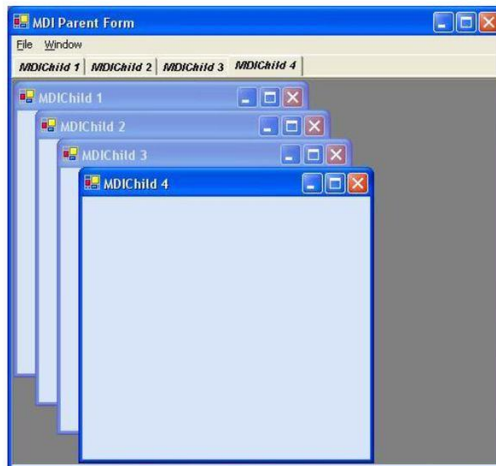 MDI Parent Form
File Window
MDIChild 1 MDIChild 2 MDIChild 3 MDIChild 4
MDIChild 1
MDIChild 2
MDIChild 3
MDIChild 4